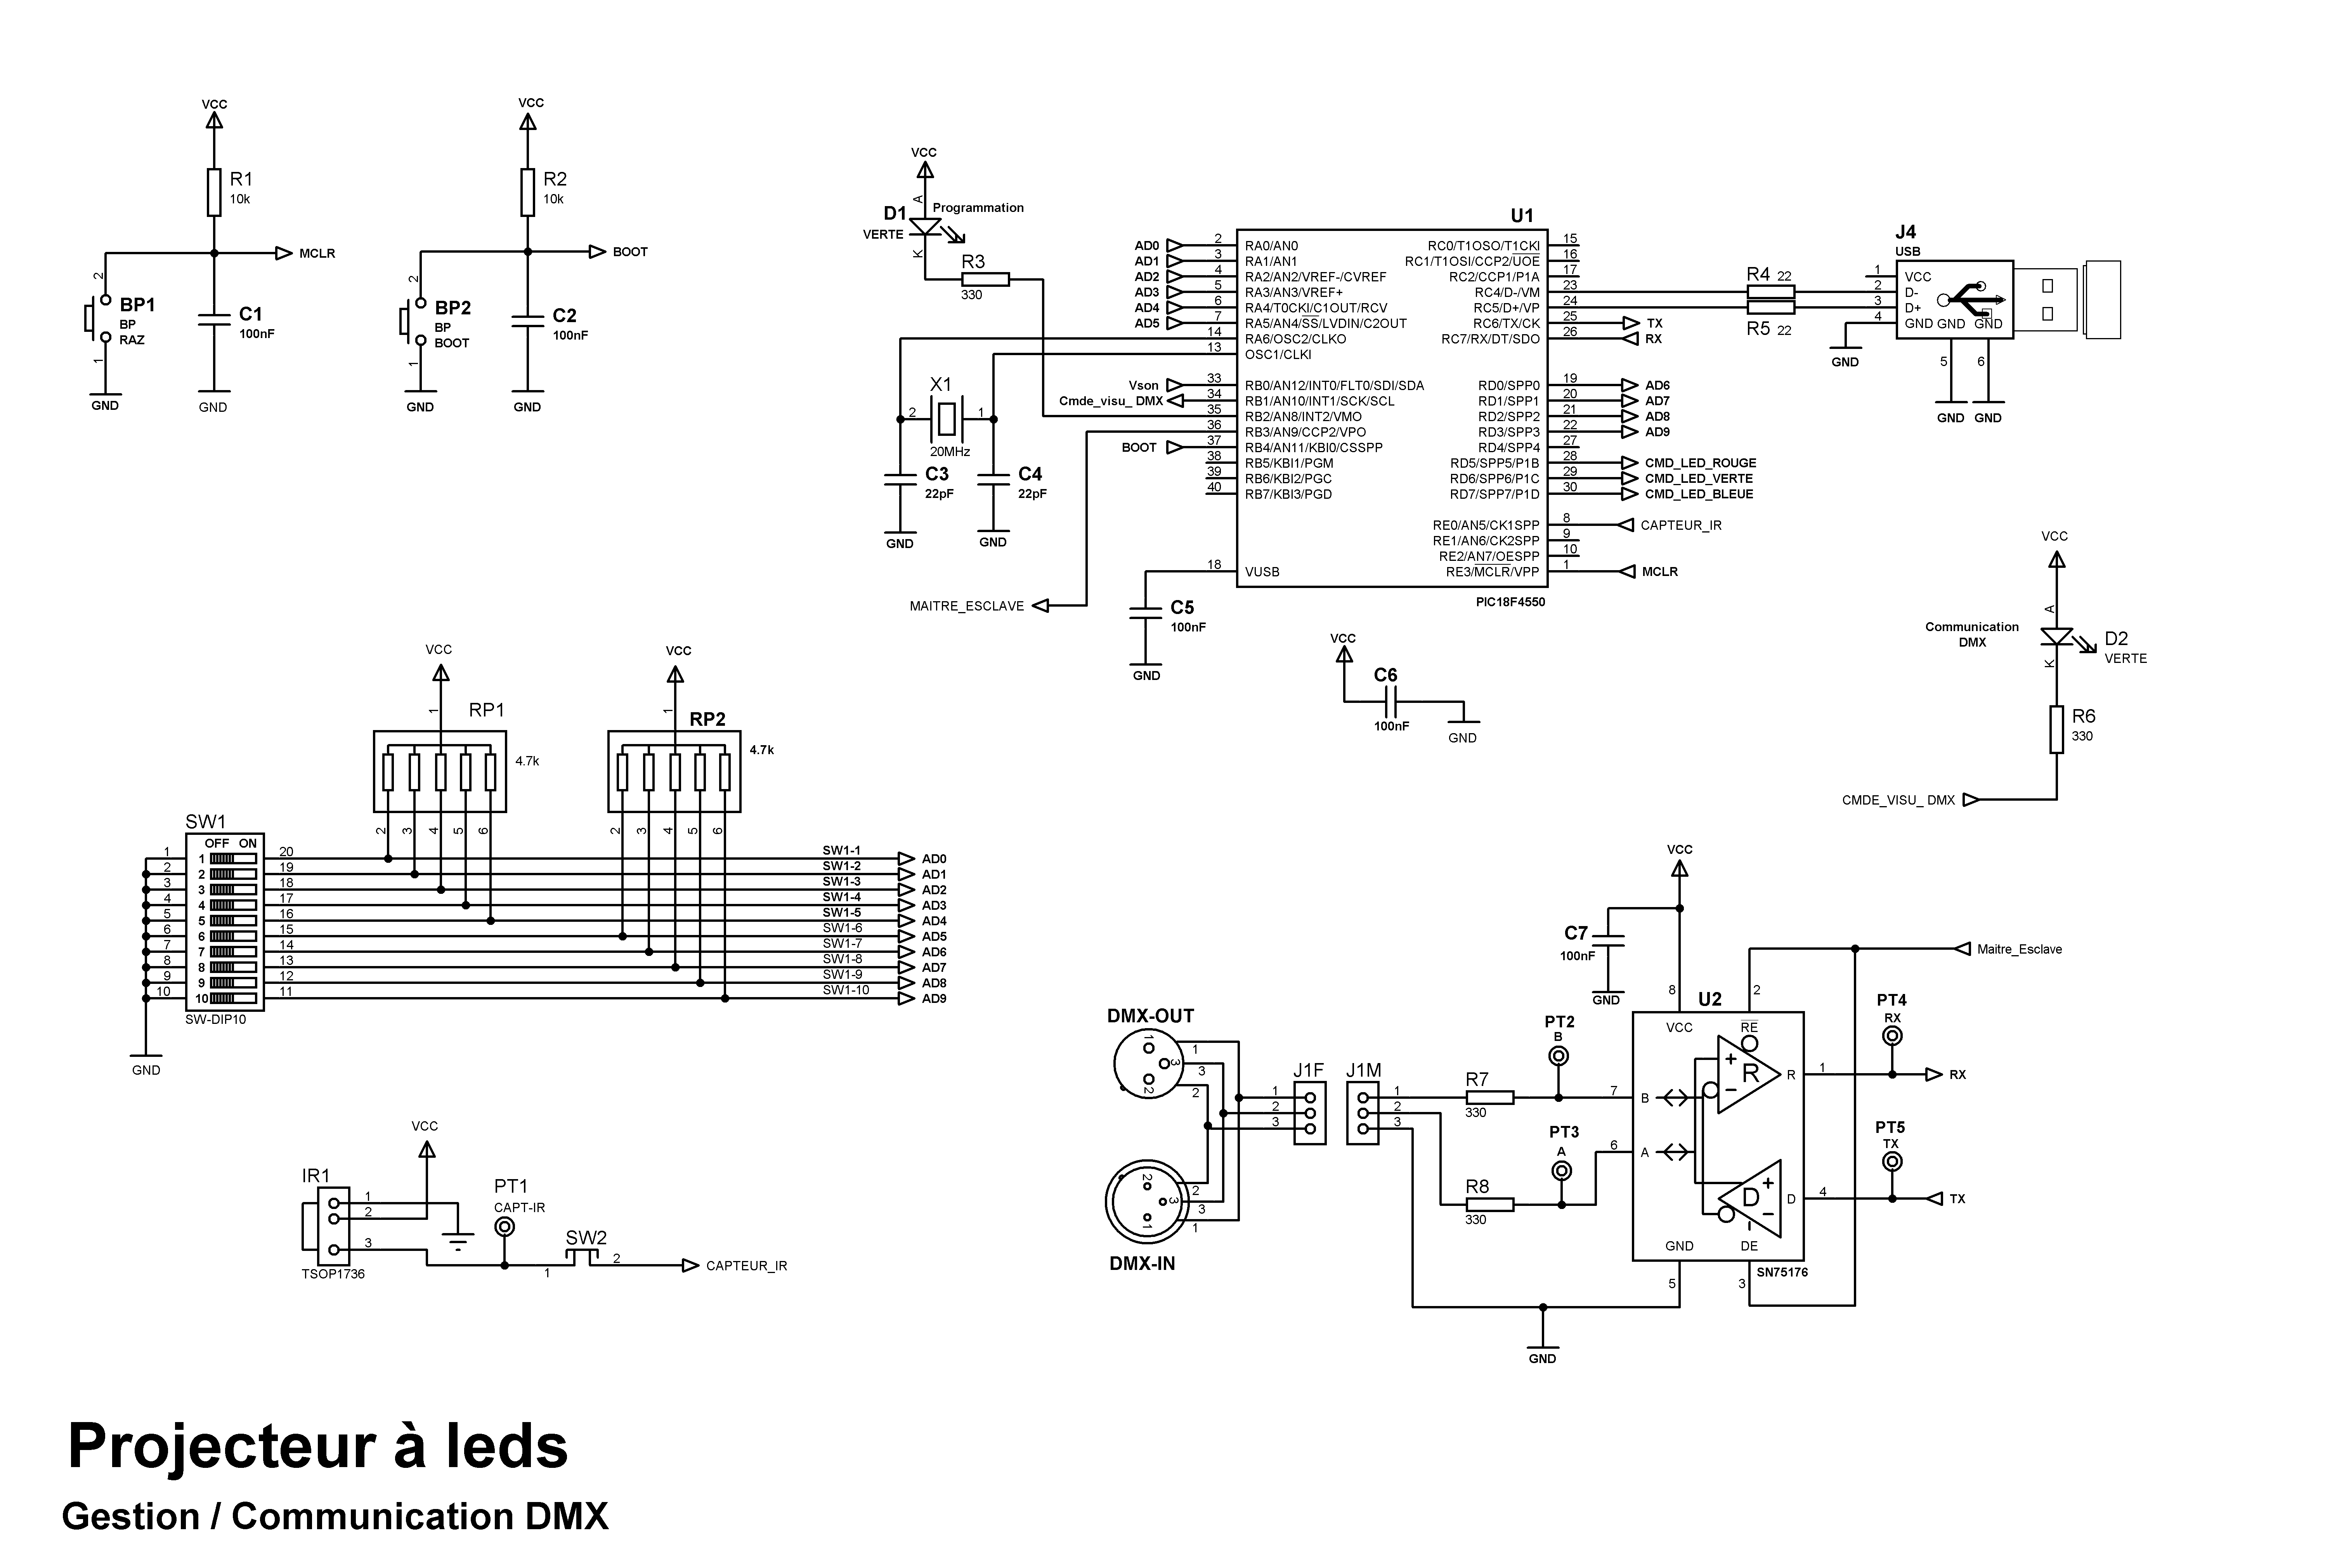 VCC
R1
10k
MCLR
2
BP1
BP
RAZ
1
GND
C1
100nF
GND
VCC
R2
10k
BOOT
2
BP2
BP
BOOT
1
GND
C2
100nF
GND
VCC
A
Programmation
D1
VERTE
K
R3
330
U1
AD0 2 RA0/AN0 RC0/T1OSO/T1CKI 15
AD1 3 RA1/AN1 RC1/T1OSI/CCP2/UOE 16
AD2 4 RA2/AN2/VREF-/CVREF RC2/CCP1/P1A 17
AD3 5 RA3/AN3/VREF+ RC4/D-/VM 23
AD4 6 RA4/T0CKI/C1OUT/RCV RC5/D+/VP 24
AD5 7 RA5/AN4/SS/LVDIN/C2OUT RC6/TX/CK 25 TX
14 RA6/OSC2/CLKO RC7/RX/DT/SDO 26 RX
13 OSC1/CLKI
Vson 33 RB0/AN12/INT0/FLT0/SDI/SDA RD0/SPP0 19 AD6
Cmde_visu_ DMX 34 RB1/AN10/INT1/SCK/SCL RD1/SPP1 20 AD7
35 RB2/AN8/INT2/VMO RD2/SPP2 21 AD8
36 RB3/AN9/CCP2/VPO RD3/SPP3 22 AD9
BOOT 37 RB4/AN11/KBI0/CSSPP RD4/SPP4 27
38 RB5/KBI1/PGM RD5/SPP5/P1B 28 CMD_LED_ROUGE
39 RB6/KBI2/PGC RD6/SPP6/P1C 29 CMD_LED_VERTE
40 RB7/KBI3/PGD RD7/SPP7/P1D 30 CMD_LED_BLEUE
RE0/AN5/CK1SPP 8 CAPTEUR_IR
RE1/AN6/CK2SPP 9
RE2/AN7/OESPP 10
18 VUSB RE3/MCLR/VPP 1 MCLR
PIC18F4550
X1
2 1
20MHz
C3
22pF
GND
C4
22pF
GND
MAITRE_ESCLAVE
C5
100nF
GND
VCC
C6
100nF
GND
R4 22
R5 22
J4
USB
1 VCC
2 D-
3 D+
4 GND GND GND
GND
5 6
GND GND
VCC
A
Communication
DMX
D2
VERTE
K
R6
330
CMDE_VISU_ DMX
VCC
1
RP1
4.7k
2 3 4 5 6
VCC
1
RP2
4.7k
2 3 4 5 6
SW1
OFF ON
1 1 20 SW1-1 AD0
2 2 19 SW1-2 AD1
3 3 18 SW1-3 AD2
4 4 17 SW1-4 AD3
5 5 16 SW1-5 AD4
6 6 15 SW1-6 AD5
7 7 14 SW1-7 AD6
8 8 13 SW1-8 AD7
9 9 12 SW1-9 AD8
10 10 11 SW1-10 AD9
SW-DIP10
GND
VCC
IR1
1
2
3
TSOP1736
PT1
CAPT-IR
SW2
1 2
CAPTEUR_IR
DMX-OUT
1 3 2
1
3
2
DMX-IN
2 3 1
2
3
1
J1F
1
2
3
J1M
1
2
3
R7
330
PT2
B
R8
330
PT3
A
VCC
C7
100nF
GND
8
U2
2
Maitre_Esclave
VCC RE
7 B
6 A
R
R 1
D
D 4
+
-
+
-
GND DE
5 3
SN75176
PT4
RX
RX
PT5
TX
TX
GND
Projecteur à leds
Gestion / Communication DMX